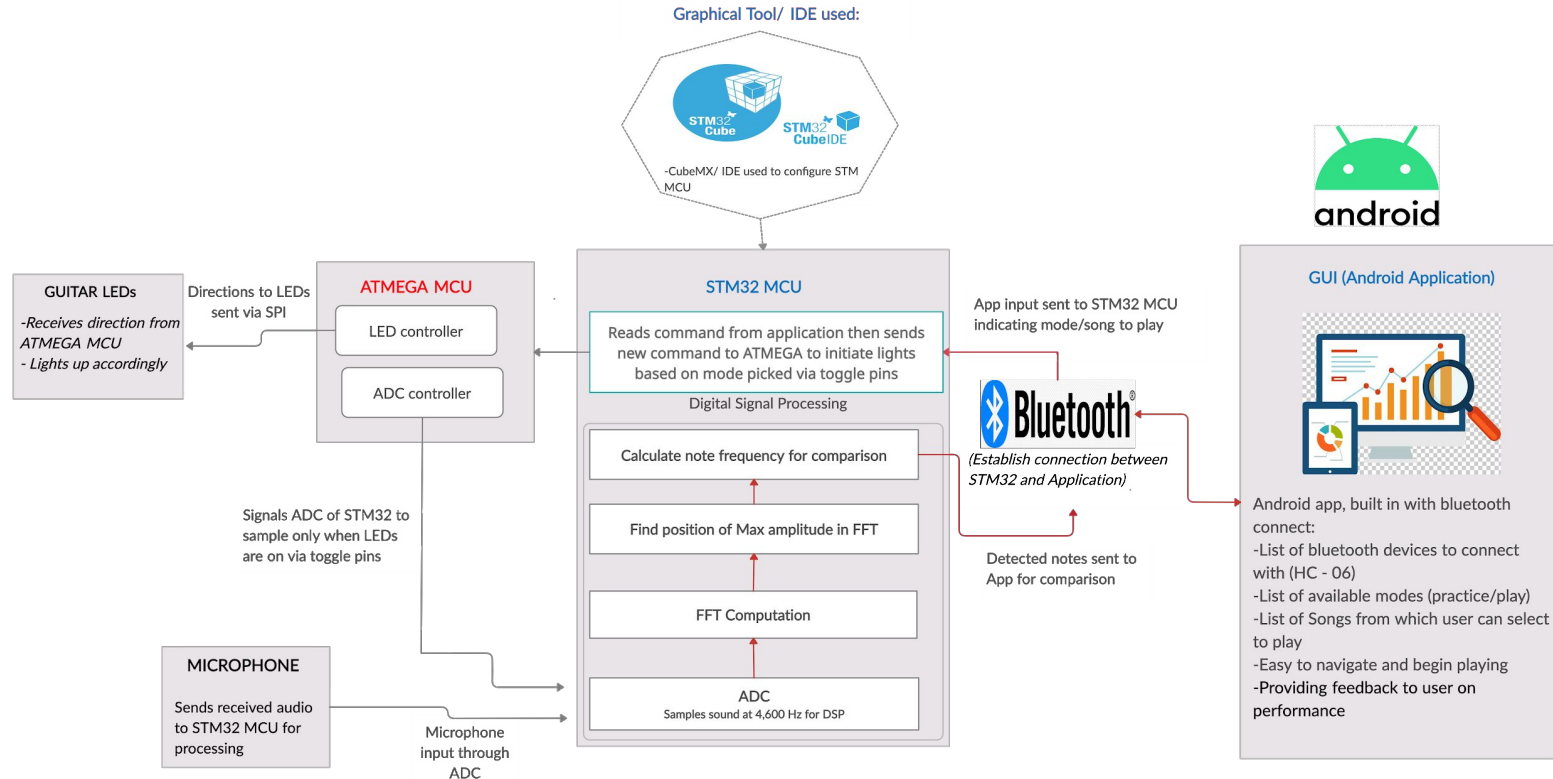 Graphical Tool/ IDE used:
STM32
Cube
STM32
CubeIDE
-CubeMX/ IDE used to configure STM
MCU
android
GUITAR LEDs
-Receives direction from
ATMEGA MCU
- Lights up accordingly
Directions to LEDs
sent via SPI
ATMEGA MCU
LED controller
ADC controller
STM32 MCU
Reads command from application then sends
new command to ATMEGA to initiate lights
based on mode picked via toggle pins
Digital Signal Processing
Calculate note frequency for comparison
Find position of Max amplitude in FFT
FFT Computation
ADC
Samples sound at 4,600 Hz for DSP
App input sent to STM32 MCU
indicating mode/song to play
Bluetooth®
(Establish connection between
STM32 and Application)
Detected notes sent to
App for comparison
GUI (Android Application)
Android app, built in with bluetooth
connect:
-List of bluetooth devices to connect
with (HC - 06)
-List of available modes (practice/play)
-List of Songs from which user can select
to play
-Easy to navigate and begin playing
-Providing feedback to user on
performance
Signals ADC of STM32 to
sample only when LEDs
are on via toggle pins
MICROPHONE
Sends received audio
to STM32 MCU for
processing
Microphone
input through
ADC